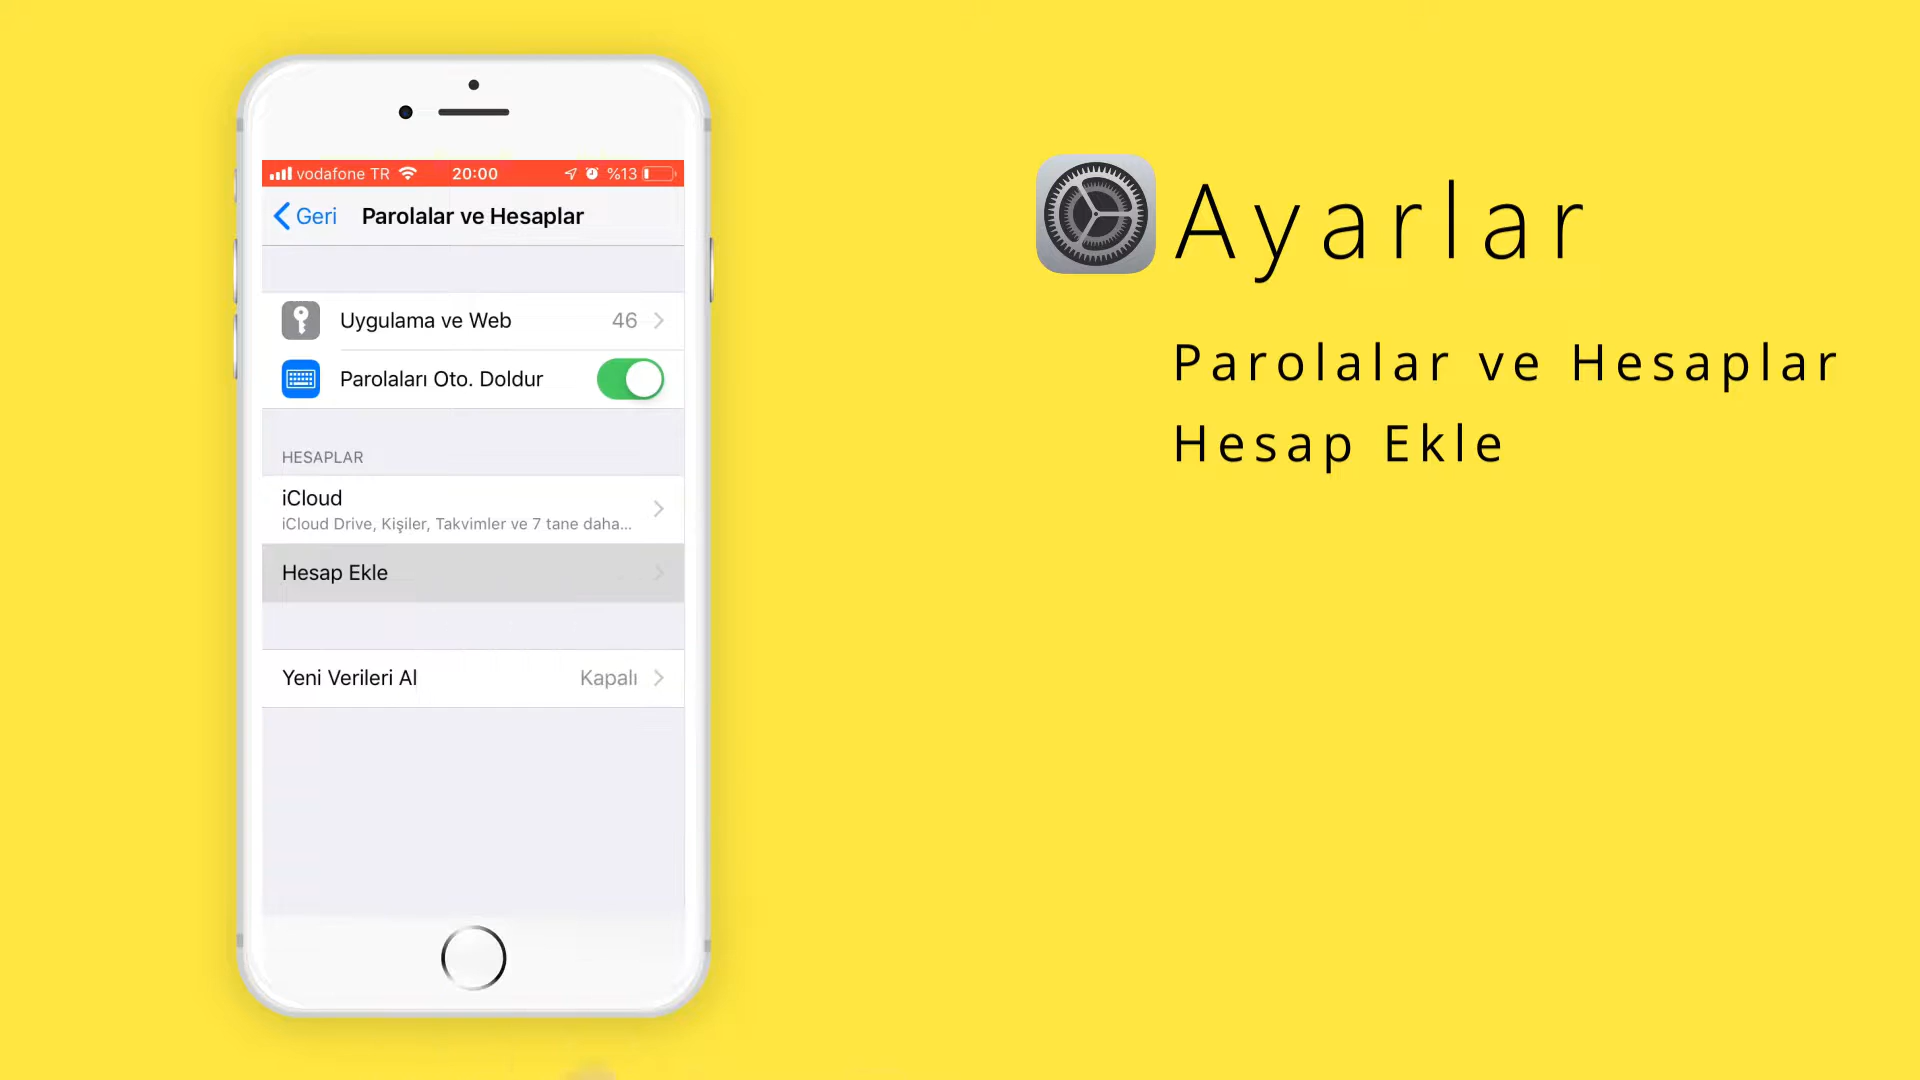 vodafone TR 20:00 %13
Geri Parolalar ve Hesaplar
Uygulama ve Web 46
Parolaları Oto. Doldur
HESAPLAR
iCloud
iCloud Drive, Kişiler, Takvimler ve 7 tane daha...
Hesap Ekle
Yeni Verileri Al Kapalı
Ayarlar
Parolalar ve Hesaplar
Hesap Ekle